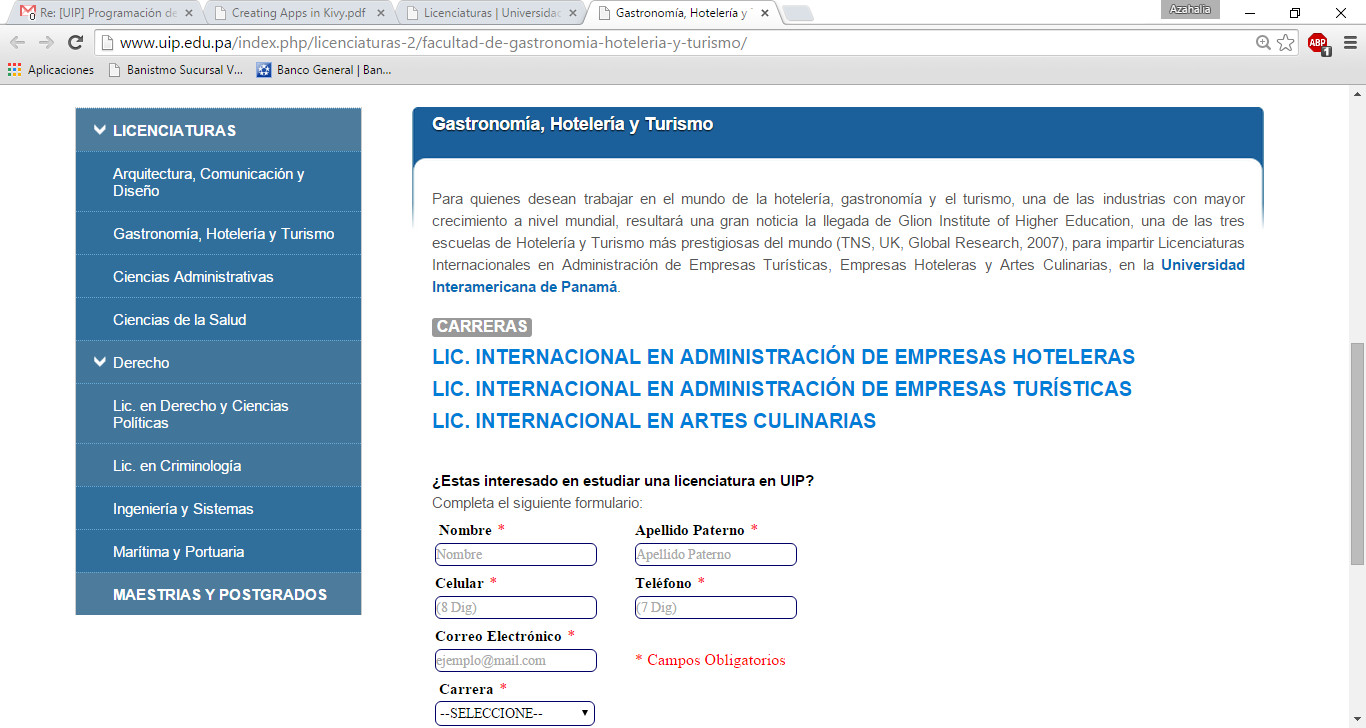 Re: [UIP] Programación de
Creating Apps in Kivy.pdf
Licenciaturas | Universidad
Gastronomía, Hotelería y
Azahalia
www.uip.edu.pa/index.php/licenciaturas-2/facultad-de-gastronomia-hoteleria-y-turismo/
ABP
1
Aplicaciones
Banistmo Sucursal V...
Banco General | Ban...
LICENCIATURAS
Arquitectura, Comunicación y
Diseño
Gastronomía, Hotelería y Turismo
Ciencias Administrativas
Ciencias de la Salud
Derecho
Lic. en Derecho y Ciencias
Políticas
Lic. en Criminología
Ingeniería y Sistemas
Marítima y Portuaria
MAESTRIAS Y POSTGRADOS
Gastronomía, Hotelería y Turismo
Para quienes desean trabajar en el mundo de la hotelería, gastronomía y el turismo, una de las industrias con mayor
crecimiento a nivel mundial, resultará una gran noticia la llegada de Glion Institute of Higher Education, una de las tres
escuelas de Hotelería y Turismo más prestigiosas del mundo (TNS, UK, Global Research, 2007), para impartir Licenciaturas
Internacionales en Administración de Empresas Turísticas, Empresas Hoteleras y Artes Culinarias, en la Universidad
Interamericana de Panamá.
CARRERAS
LIC. INTERNACIONAL EN ADMINISTRACIÓN DE EMPRESAS HOTELERAS
LIC. INTERNACIONAL EN ADMINISTRACIÓN DE EMPRESAS TURÍSTICAS
LIC. INTERNACIONAL EN ARTES CULINARIAS
¿Estas interesado en estudiar una licenciatura en UIP?
Completa el siguiente formulario:
Nombre * Apellido Paterno *
Nombre Apellido Paterno
Celular * Teléfono *
(8 Dig) (7 Dig)
Correo Electrónico *
ejemplo@mail.com * Campos Obligatorios
Carrera *
--SELECCIONE--